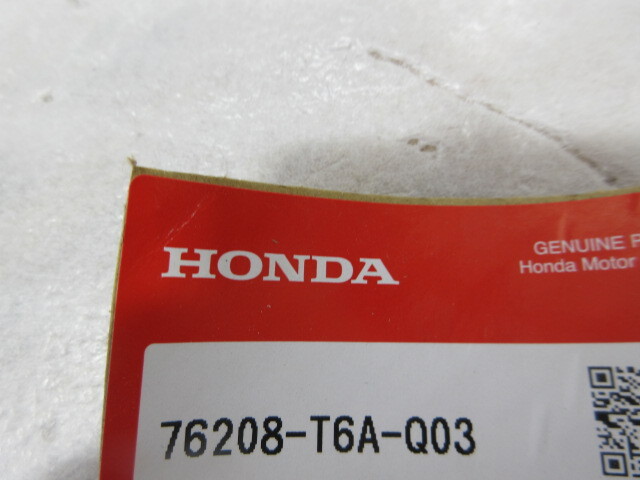 HONDA
GENUINE
Honda Motor
76208-T6A-Q03